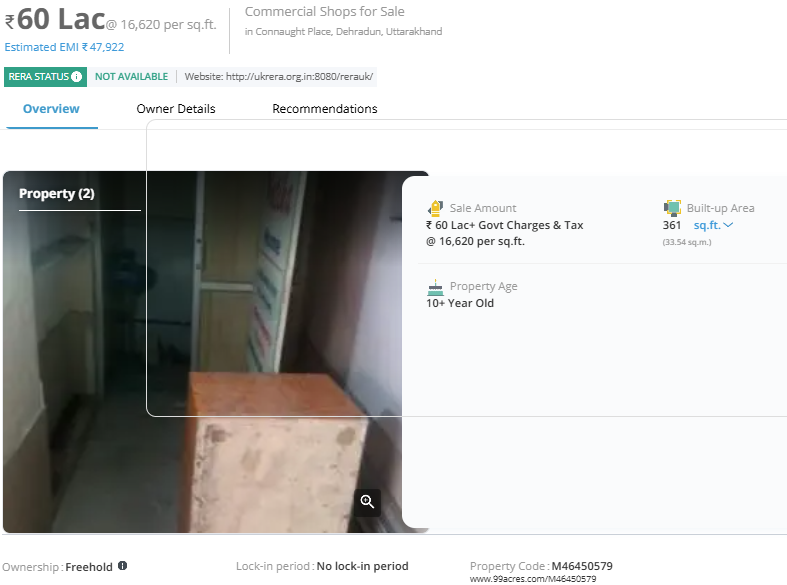 ₹60 Lac @ 16,620 per sq.ft.
Estimated EMI ₹ 47,922
Commercial Shops for Sale
in Connaught Place, Dehradun, Uttarakhand
RERA STATUS NOT AVAILABLE Website: http://ukrera.org.in:8080/rerauk/
Overview Owner Details Recommendations
Property (2)
Sale Amount
₹ 60 Lac+ Govt Charges & Tax
@ 16,620 per sq.ft.
Built-up Area
361 sq.ft.
(33.54 sq.m.)
Property Age
10+ Year Old
Ownership : Freehold
Lock-in period : No lock-in period
Property Code : M46450579
www.99acres.com/M46450579